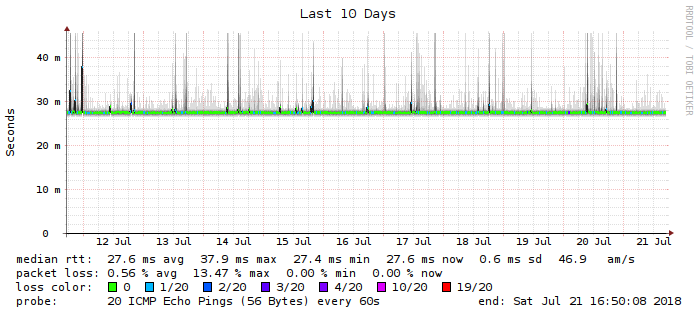 Last 10 Days
RRDTOOL / TOBI OETIKER
Seconds
40 m
30 m
20 m
10 m
0
12 Jul 13 Jul 14 Jul 15 Jul 16 Jul 17 Jul 18 Jul 19 Jul 20 Jul 21 Jul
median rtt: 27.6 ms avg 37.9 ms max 27.4 ms min 27.6 ms now 0.6 ms sd 46.9 am/s
packet loss: 0.56 % avg 13.47 % max 0.00 % min 0.00 % now
loss color: 0 1/20 2/20 3/20 4/20 10/20 19/20
probe: 20 ICMP Echo Pings (56 Bytes) every 60s end: Sat Jul 21 16:50:08 2018